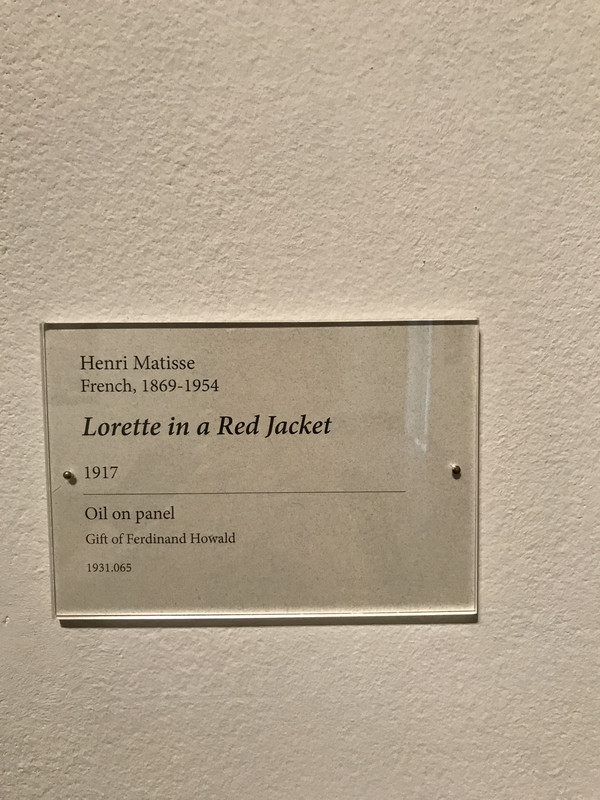 Henri Matisse
French, 1869-1954
Lorette in a Red Jacket
1917
Oil on panel
Gift of Ferdinand Howald
1931.065